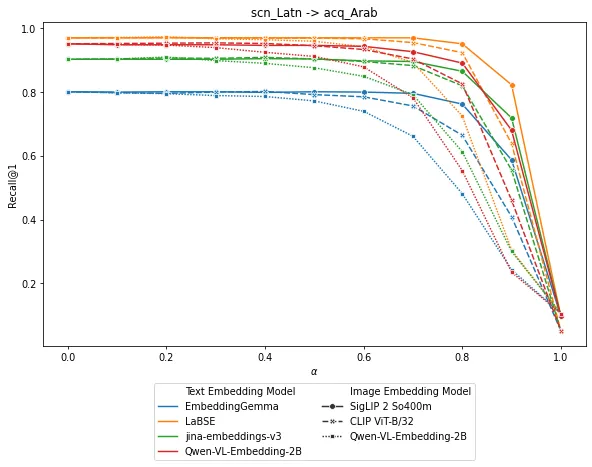 scn_Latn -> acq_Arab
1.0
0.8
0.6
0.4
0.2
Recall@1
0.0 0.2 0.4 0.6 0.8 1.0
α
Text Embedding Model Image Embedding Model
EmbeddingGemma SigLIP 2 So400m
LaBSE CLIP ViT-B/32
jina-embeddings-v3 Qwen-VL-Embedding-2B
Qwen-VL-Embedding-2B